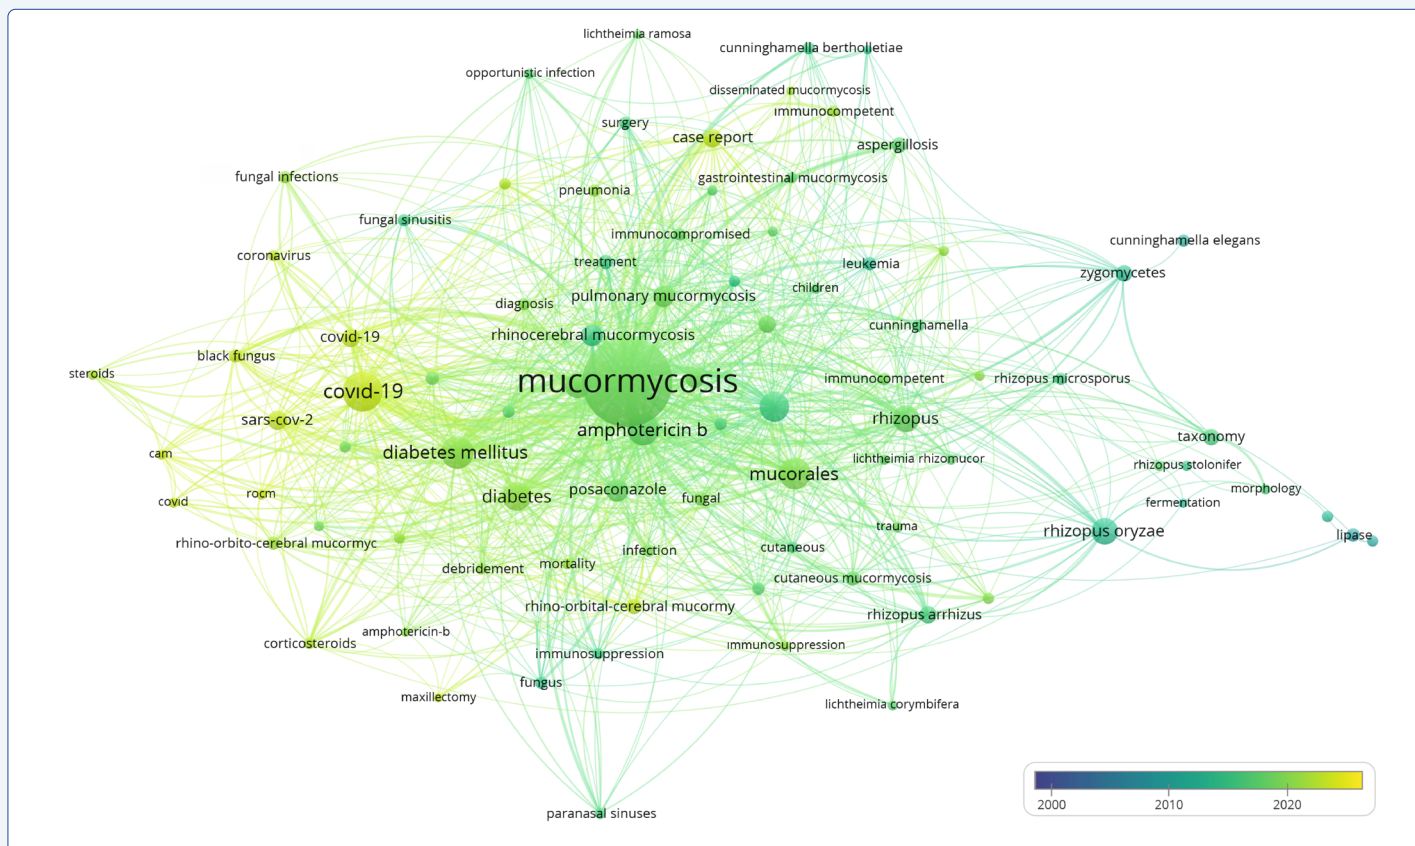 lichtheimia ramosa
cunninghamella bertholletiae
opportunistic infection
disseminated mucormycosis
immunocompetent
surgery
case report
aspergillosis
fungal infections
gastrointestinal mucormycosis
pneumonia
fungal sinusitis
immunocompromised
cunninghamella elegans
coronavirus
treatment
leukemia
zygomycetes
children
pulmonary mucormycosis
diagnosis
cunninghamella
rhinocerebral mucormycosis
covid-19
black fungus
steroids
mucormycosis
immunocompetent
rhizopus microsporus
covid-19
sars-cov-2
rhizopus
amphotericin b
taxonomy
cam
diabetes mellitus
lichtheimia
rhizomucor
rhizopus stolonifer
mucorales
morphology
covid
rocm
diabetes
posaconazole
fungal
fermentation
trauma
rhizopus oryzae
lipase
rhino-orbito-cerebral mucormyc
infection
cutaneous
debridement
mortality
cutaneous mucormycosis
rhino-orbital-cerebral mucormy
rhizopus arrhizus
amphotericin-b
corticosteroids
immunosuppression
immunosuppression
fungus
maxillectomy
lichtheimia corymbifera
paranasal sinuses
2000 2010 2020